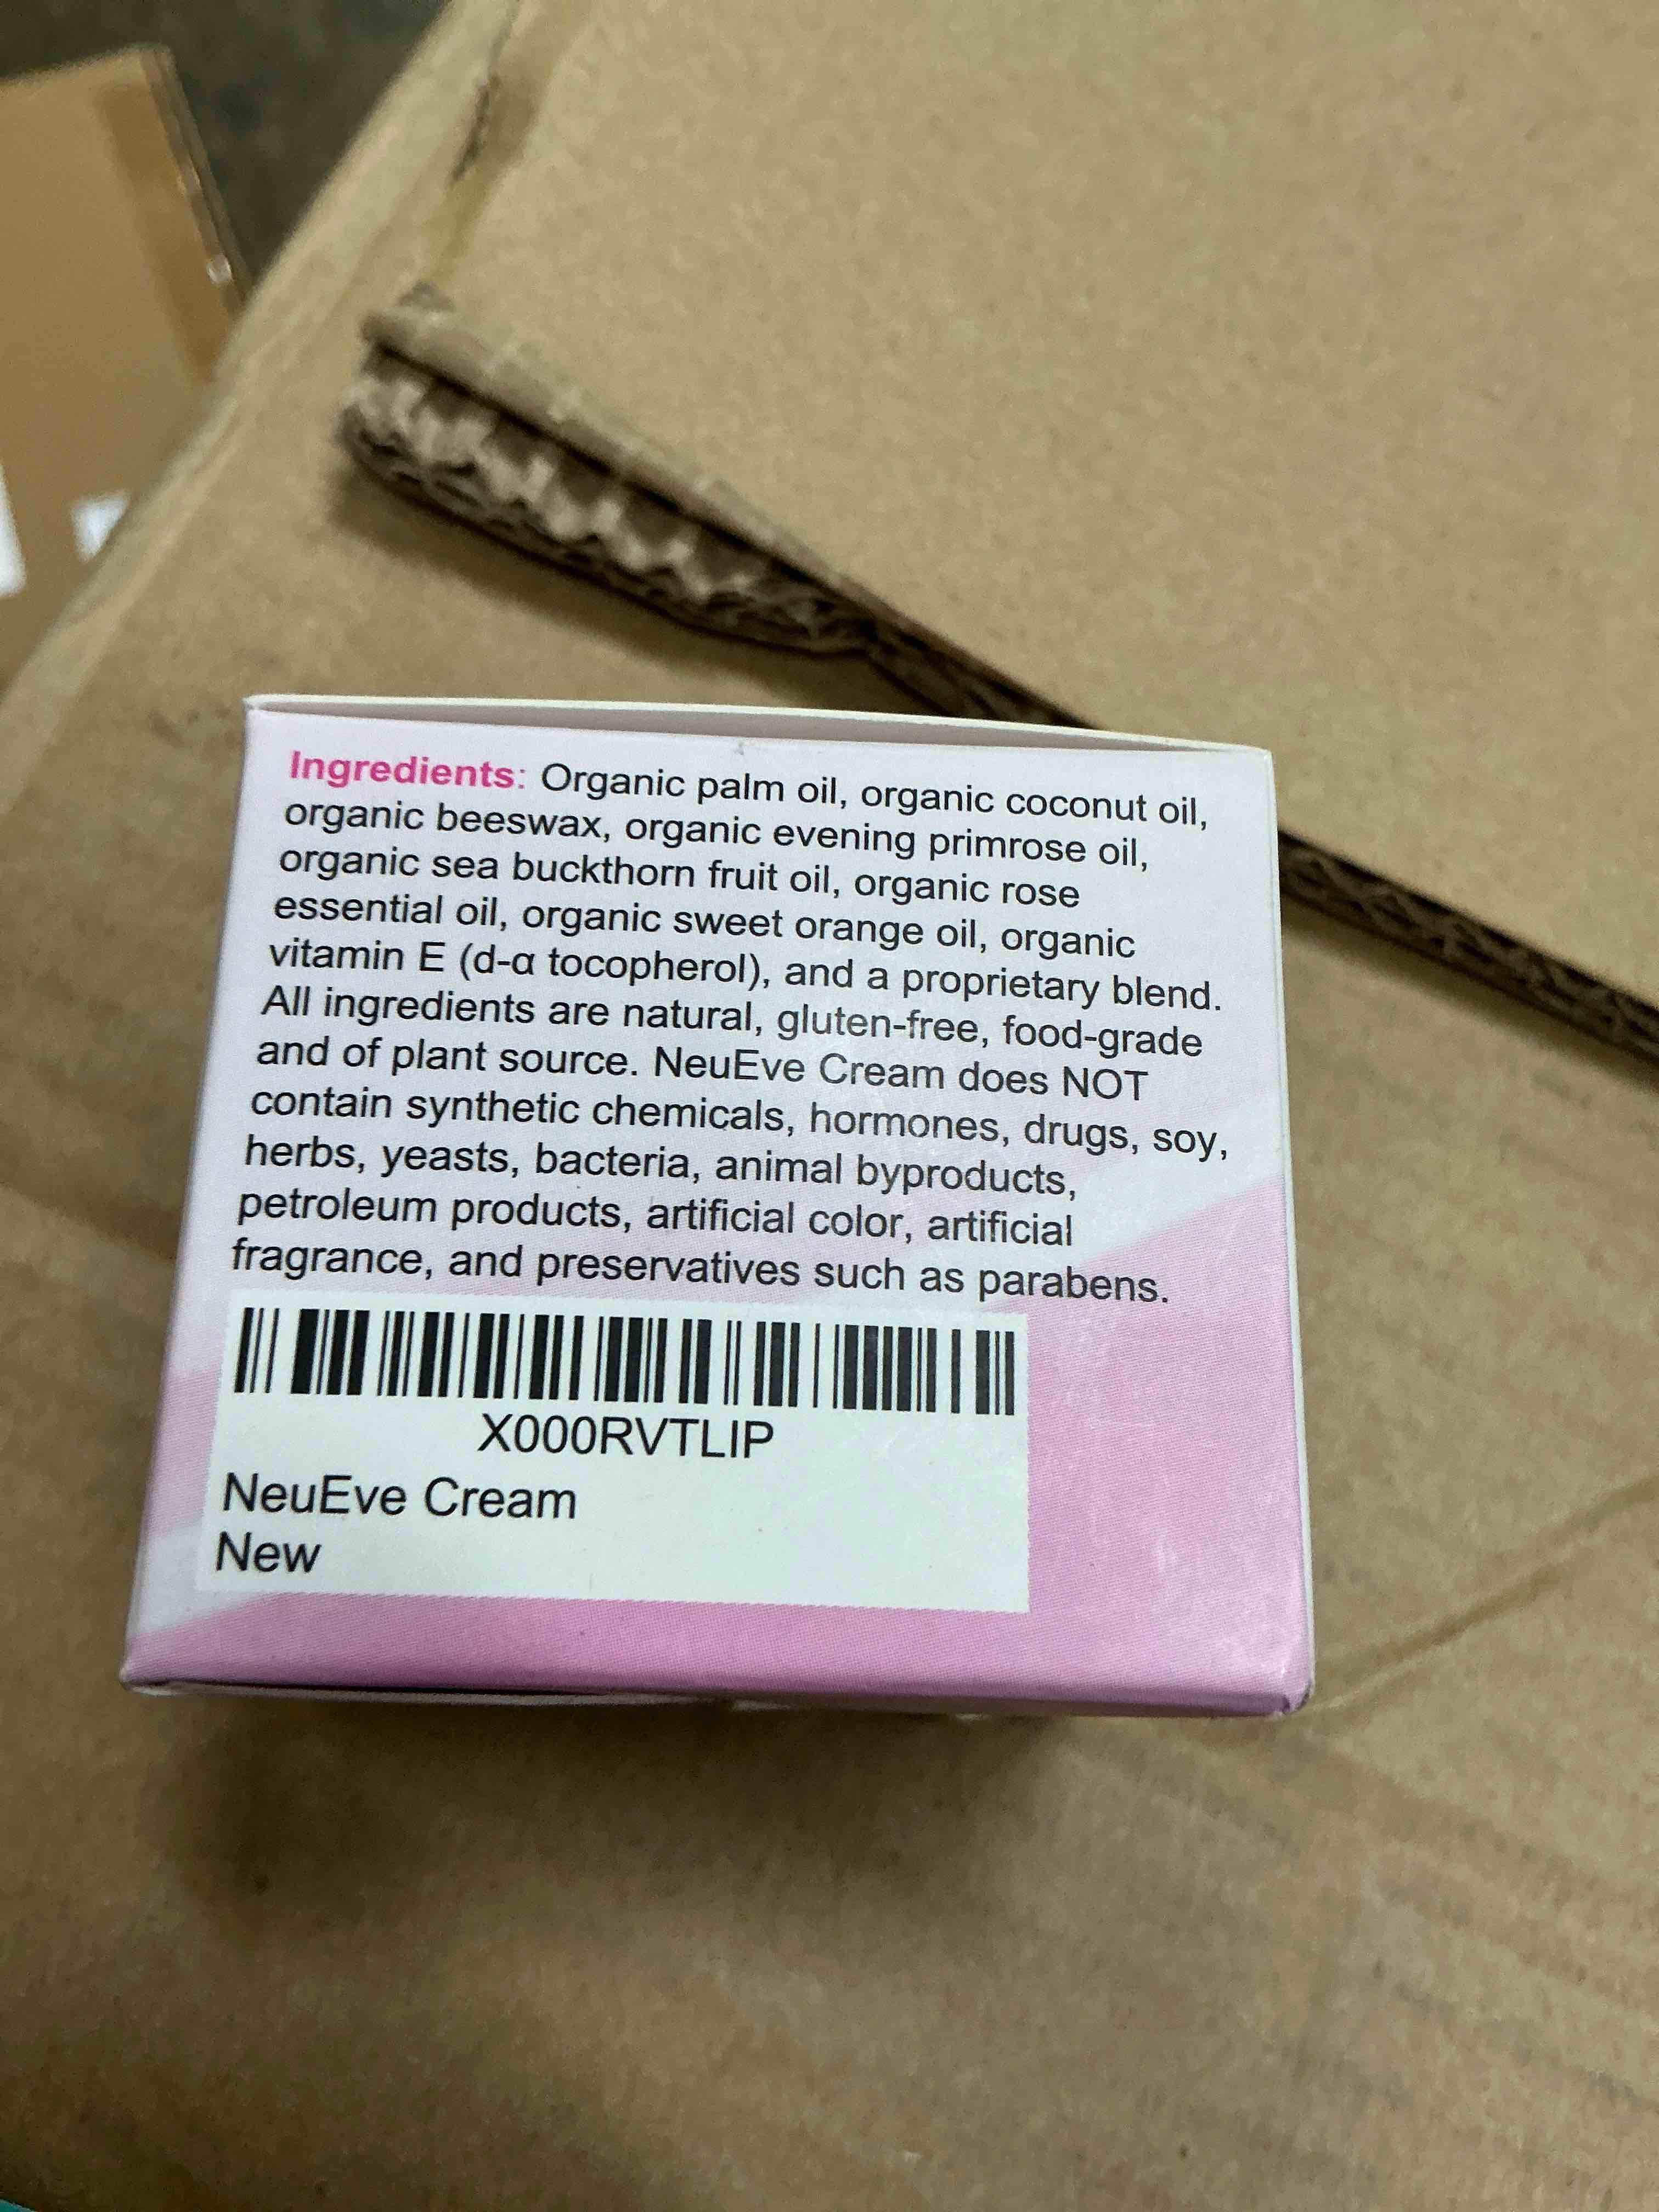 Ingredients: Organic palm oil, organic coconut oil,
organic beeswax, organic evening primrose oil,
organic sea buckthorn fruit oil, organic rose
essential oil, organic sweet orange oil, organic
vitamin E (d-α tocopherol), and a proprietary blend.
All ingredients are natural, gluten-free, food-grade
and of plant source. NeuEve Cream does NOT
contain synthetic chemicals, hormones, drugs, soy,
herbs, yeasts, bacteria, animal byproducts,
petroleum products, artificial color, artificial
fragrance, and preservatives such as parabens.
X000RVTLIP
NeuEve Cream
New